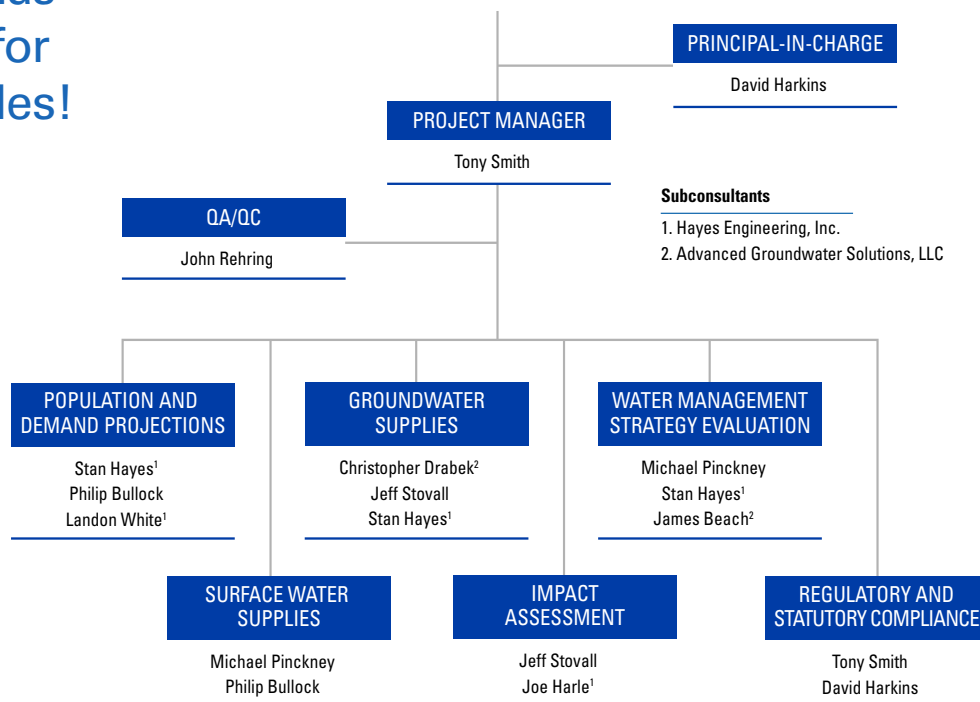 for
PRINCIPAL-IN-CHARGE
David Harkins
PROJECT MANAGER
Tony Smith
Subconsultants
1. Hayes Engineering, Inc.
2. Advanced Groundwater Solutions, LLC
QA/QC
John Rehring
POPULATION AND
DEMAND PROJECTIONS
Stan Hayes¹
Philip Bullock
Landon White¹
GROUNDWATER
SUPPLIES
Christopher Drabek²
Jeff Stovall
Stan Hayes¹
WATER MANAGEMENT
STRATEGY EVALUATION
Michael Pinckney
Stan Hayes¹
James Beach²
SURFACE WATER
SUPPLIES
Michael Pinckney
Philip Bullock
IMPACT
ASSESSMENT
Jeff Stovall
Joe Harle¹
REGULATORY AND
STATUTORY COMPLIANCE
Tony Smith
David Harkins